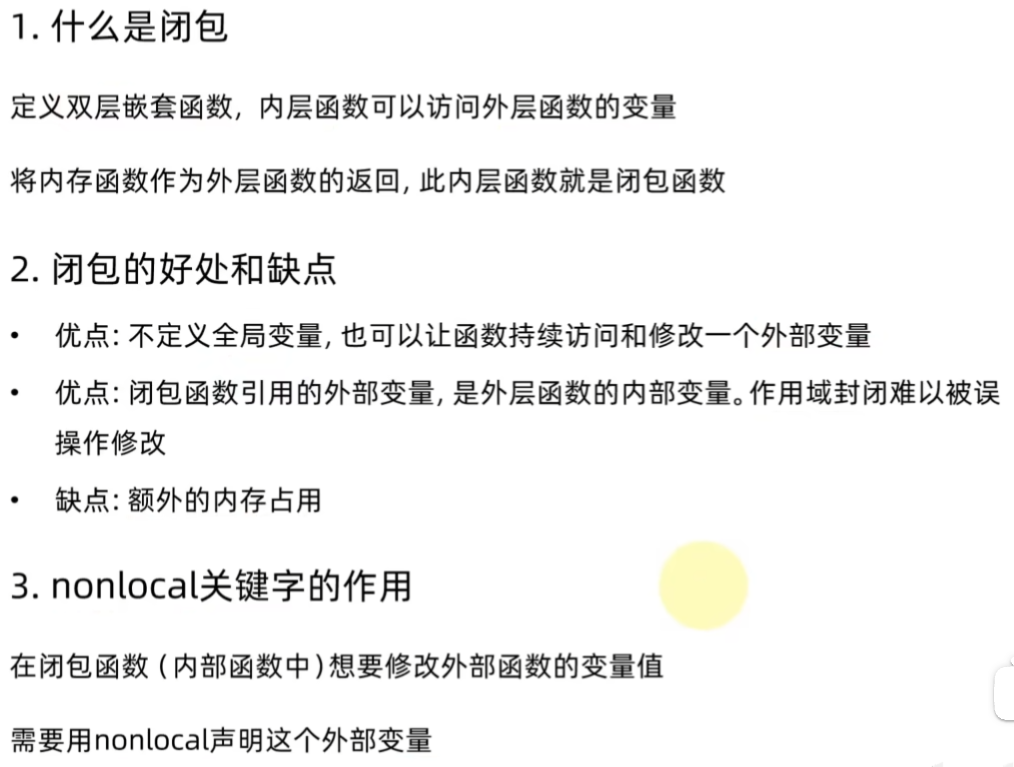 1. 什么是闭包
定义双层嵌套函数, 内层函数可以访问外层函数的变量
将内存函数作为外层函数的返回, 此内层函数就是闭包函数
2. 闭包的好处和缺点
• 优点: 不定义全局变量, 也可以让函数持续访问和修改一个外部变量
• 优点: 闭包函数引用的外部变量, 是外层函数的内部变量。作用域封闭难以被误
操作修改
• 缺点: 额外的内存占用
3. nonlocal关键字的作用
在闭包函数 (内部函数中) 想要修改外部函数的变量值
需要用nonlocal声明这个外部变量